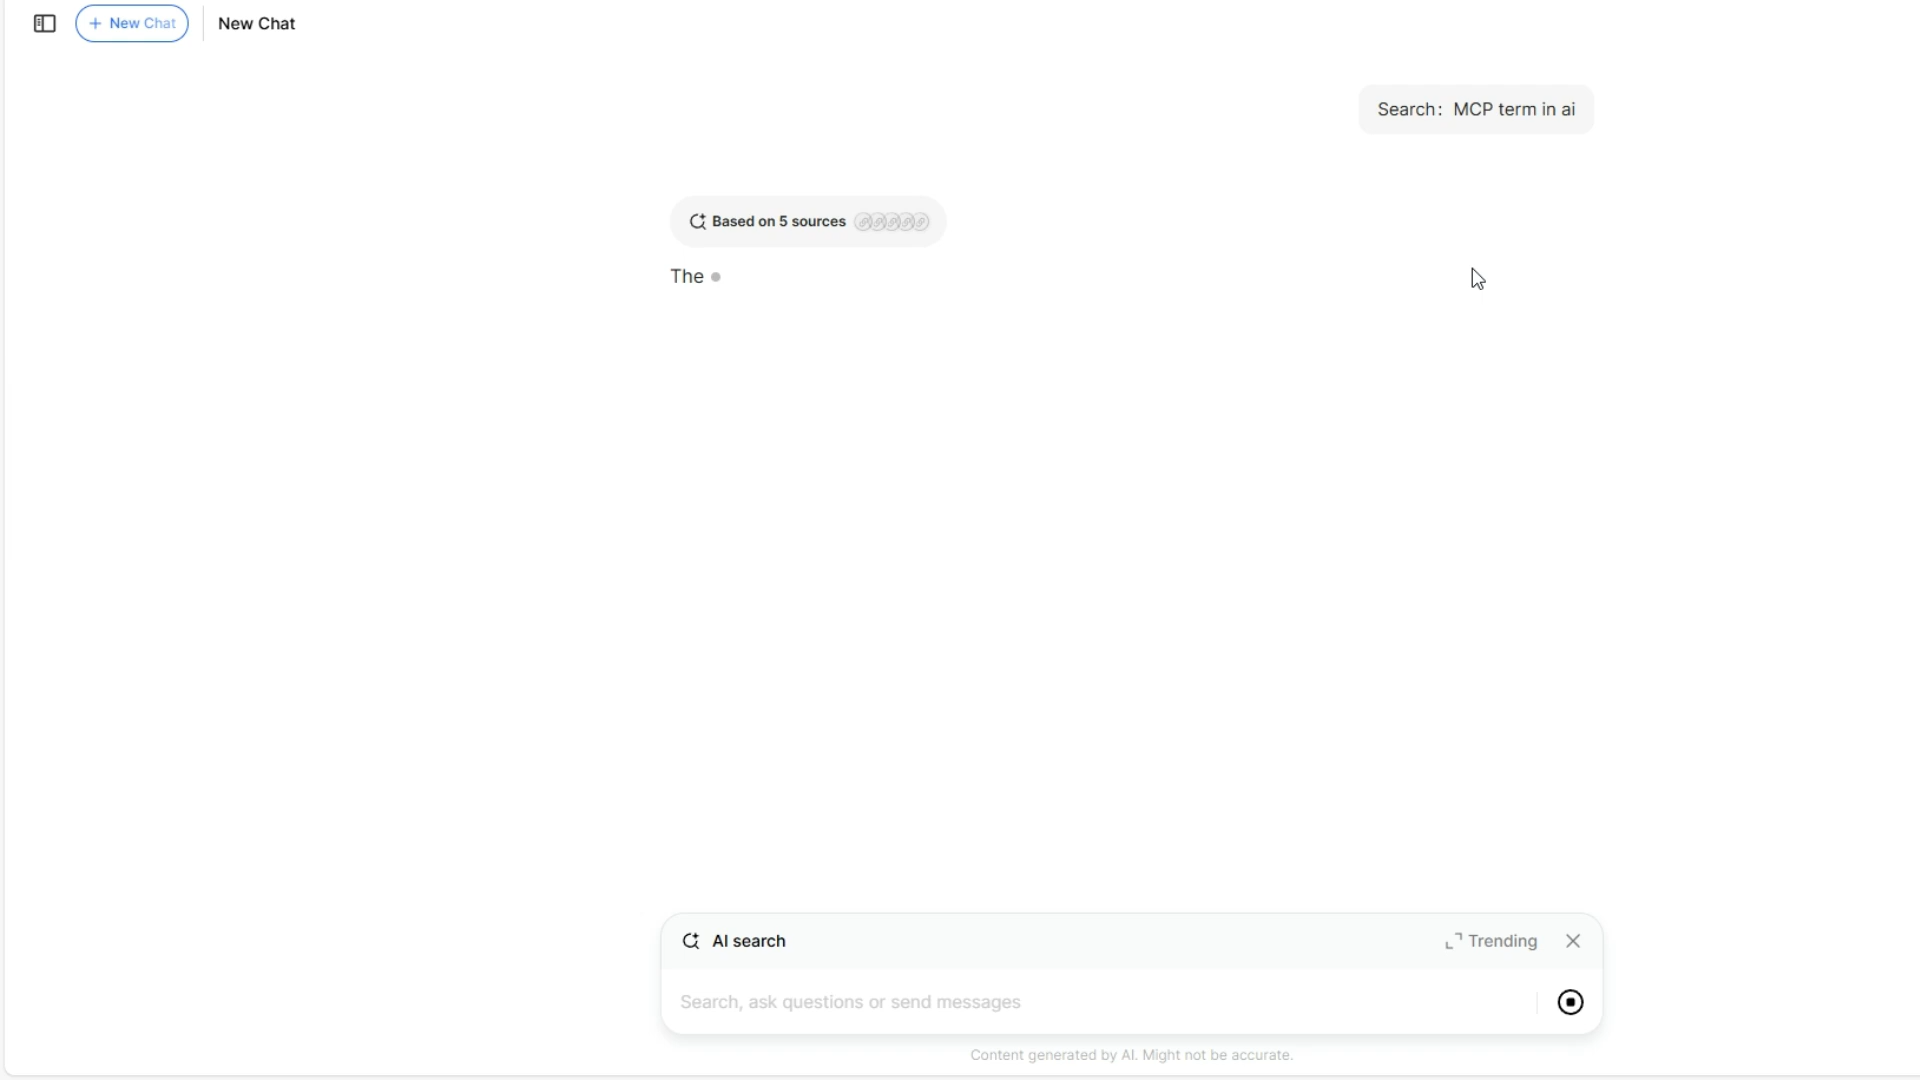 New Chat
New Chat
Search: MCP term in ai
Based on 5 sources
The
AI search
Trending
Search, ask questions or send messages
Content generated by AI. Might not be accurate.